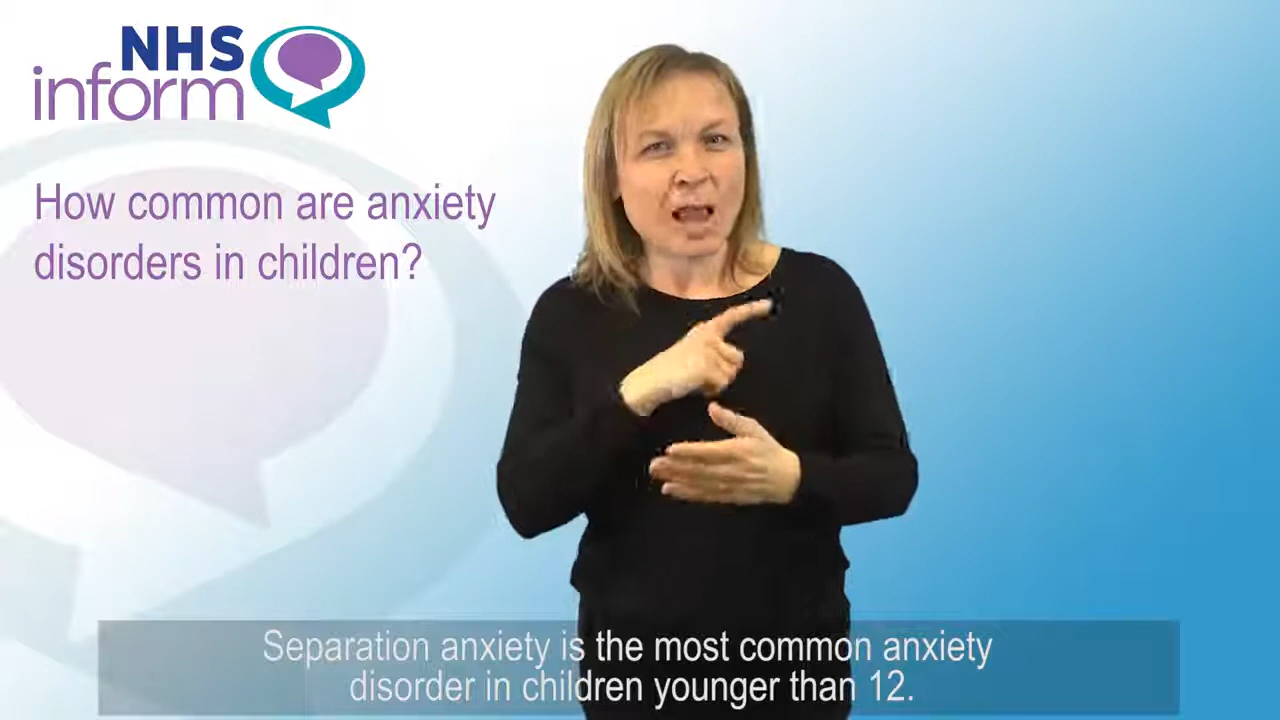 NHS
inform
How common are anxiety
disorders in children?
Separation anxiety is the most common anxiety
disorder in children younger than 12.